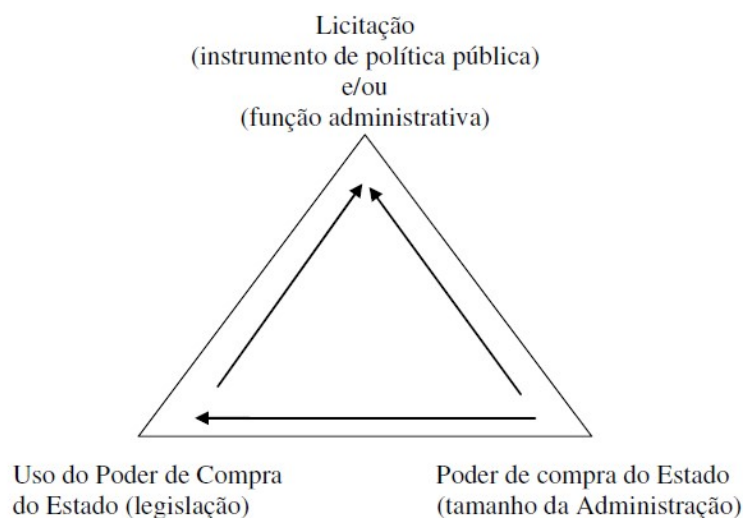 Licitação
(instrumento de política pública)
e/ou
(função administrativa)
Uso do Poder de Compra
do Estado (legislação)
Poder de compra do Estado
(tamanho da Administração)